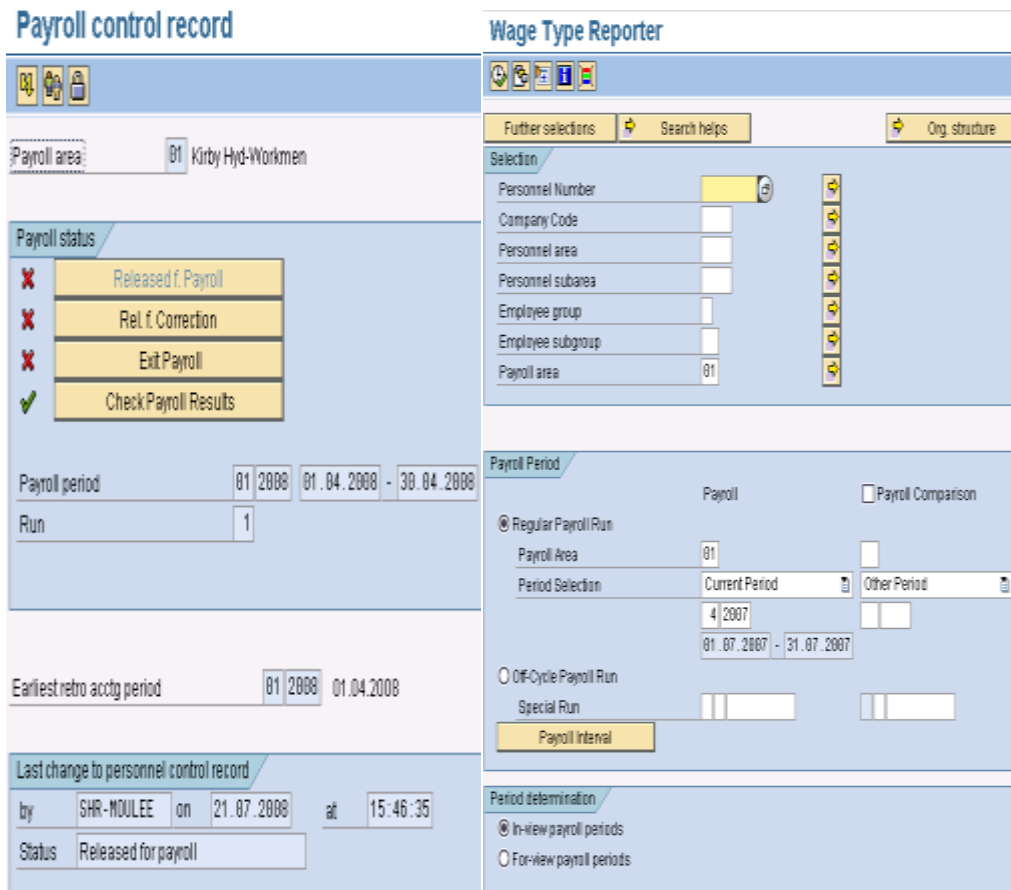 Payroll control record
Payroll area 01 Kirby Hyd-Workmen
Payroll status
Released f. Payroll
Rel. f. Correction
Exit Payroll
Check Payroll Results
Payroll period 01 2008 01.04.2008 - 30.04.2008
Run 1
Earliest retro acctg period 01 2008 01.04.2008
Last change to personnel control record
by SHR-MOULEE on 21.07.2008 at 15:46:35
Status Released for payroll
Wage Type Reporter
Further selections Search helps Org. structure
Selection
Personnel Number
Company Code
Personnel area
Personnel subarea
Employee group
Employee subgroup
Payroll area 01
Payroll Period
Payroll Payroll Comparison
Regular Payroll Run
Payroll Area 01
Period Selection Current Period Other Period
4 2007
01.07.2007 - 31.07.2007
Off-Cycle Payroll Run
Special Run
Payroll Interval
Period determination
In-view payroll periods
For-view payroll periods